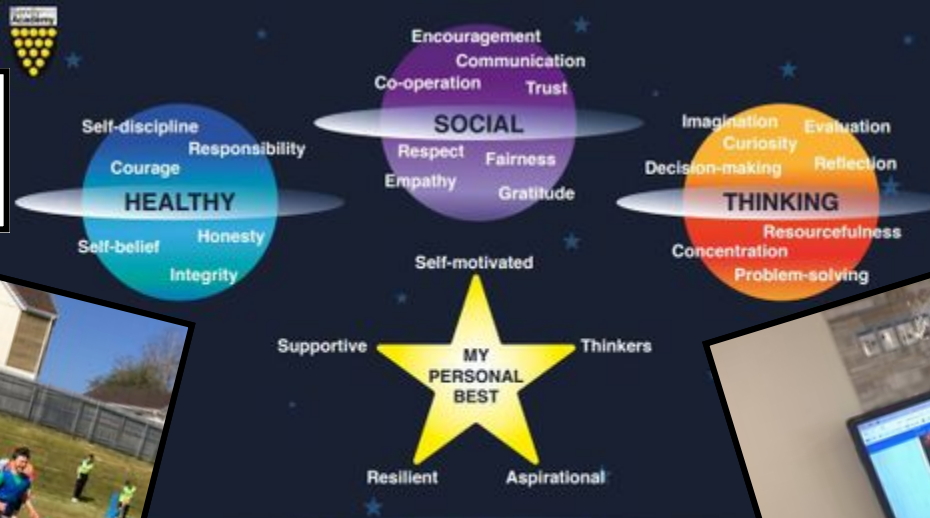 Academy
Encouragement
Communication
Co-operation
Trust
SOCIAL
Respect
Fairness
Empathy
Gratitude
Self-discipline
Responsibility
Courage
HEALTHY
Honesty
Self-belief
Integrity
Imagination
Evaluation
Curiosity
Decision-making
Reflection
THINKING
Resourcefulness
Concentration
Problem-solving
Self-motivated
Supportive
Thinkers
MY
PERSONAL
BEST
Resilient
Aspirational